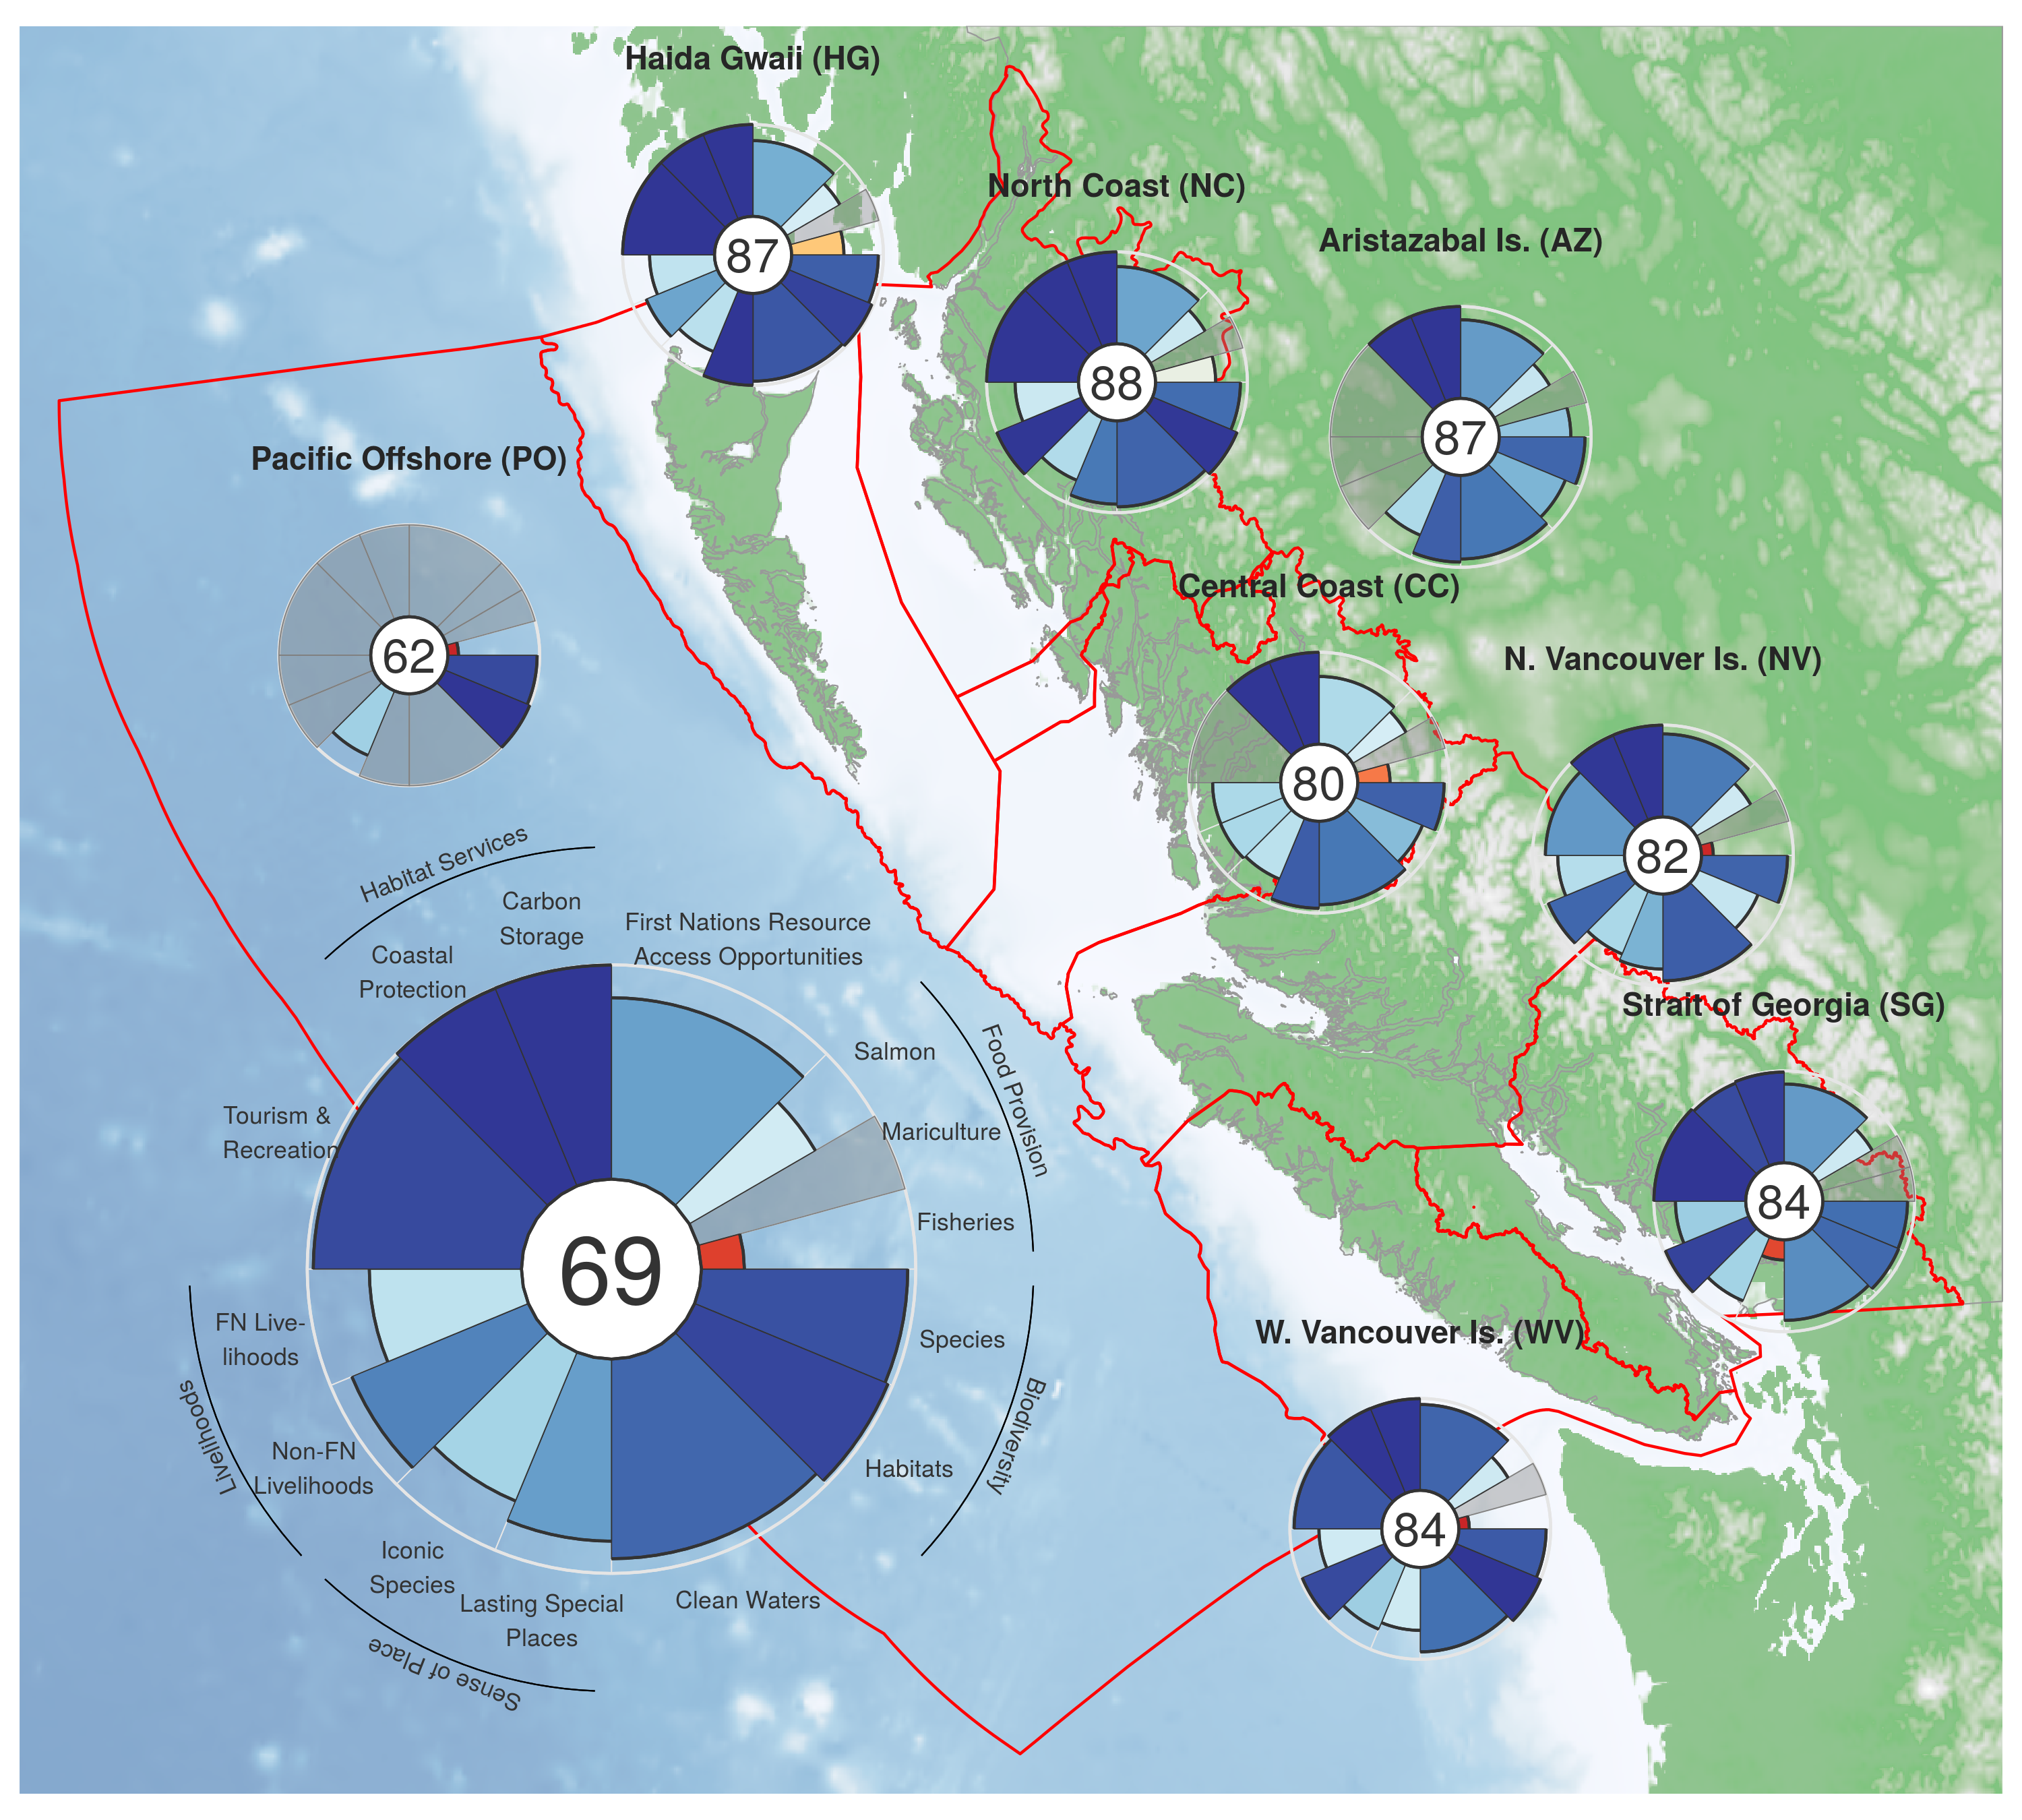 Haida Gwaii (HG)
87
North Coast (NC)
88
Aristazabal Is. (AZ)
87
Pacific Offshore (PO)
62
Central Coast (CC)
80
N. Vancouver Is. (NV)
82
Strait of Georgia (SG)
84
W. Vancouver Is. (WV)
84
Habitat Services
Carbon
Storage
Coastal
Protection
First Nations Resource
Access Opportunities
Food Provision
Salmon
Mariculture
Fisheries
Tourism &
Recreation
69
Species
Habitats
Biodiversity
FN Live-
lihoods
Non-FN
Livelihoods
Livelihoods
Iconic
Species
Lasting Special
Places
Clean Waters
Sense of Place